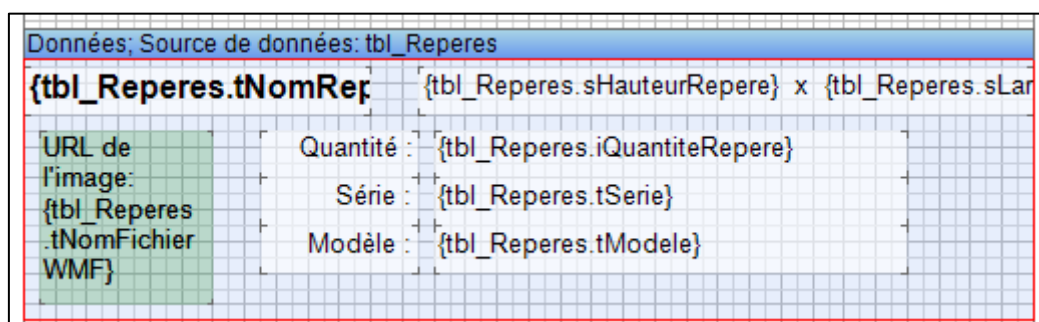 Données; Source de données: tbl_Reperes
{tbl_Reperes.tNomRep
{tbl_Reperes.sHauteurRepere} x {tbl_Reperes.sLar
URL de
l'image:
{tbl_Reperes
.tNomFichier
WMF}
Quantité : {tbl_Reperes.iQuantiteRepere}
Série : {tbl_Reperes.tSerie}
Modèle : {tbl_Reperes.tModele}